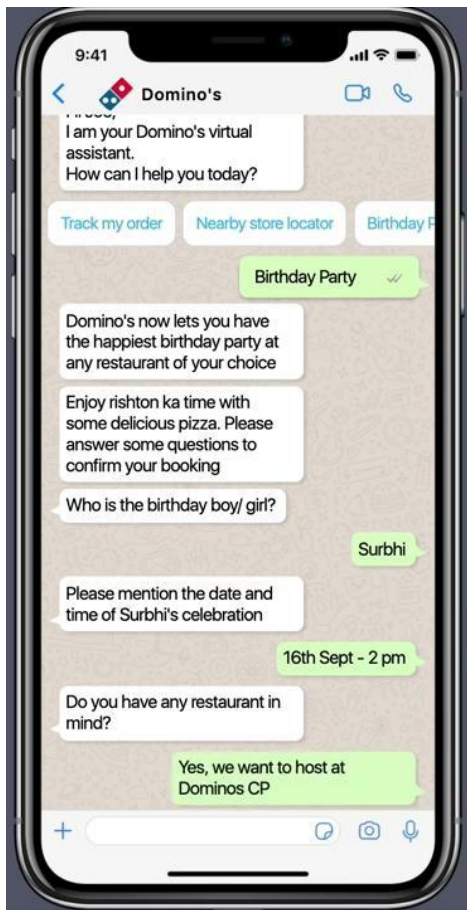 9:41
Domino's
I am your Domino's virtual
assistant.
How can I help you today?
Track my order
Nearby store locator
Birthday P
Birthday Party
Domino's now lets you have
the happiest birthday party at
any restaurant of your choice
Enjoy rishton ka time with
some delicious pizza. Please
answer some questions to
confirm your booking
Who is the birthday boy/ girl?
Surbhi
Please mention the date and
time of Surbhi's celebration
16th Sept - 2 pm
Do you have any restaurant in
mind?
Yes, we want to host at
Dominos CP